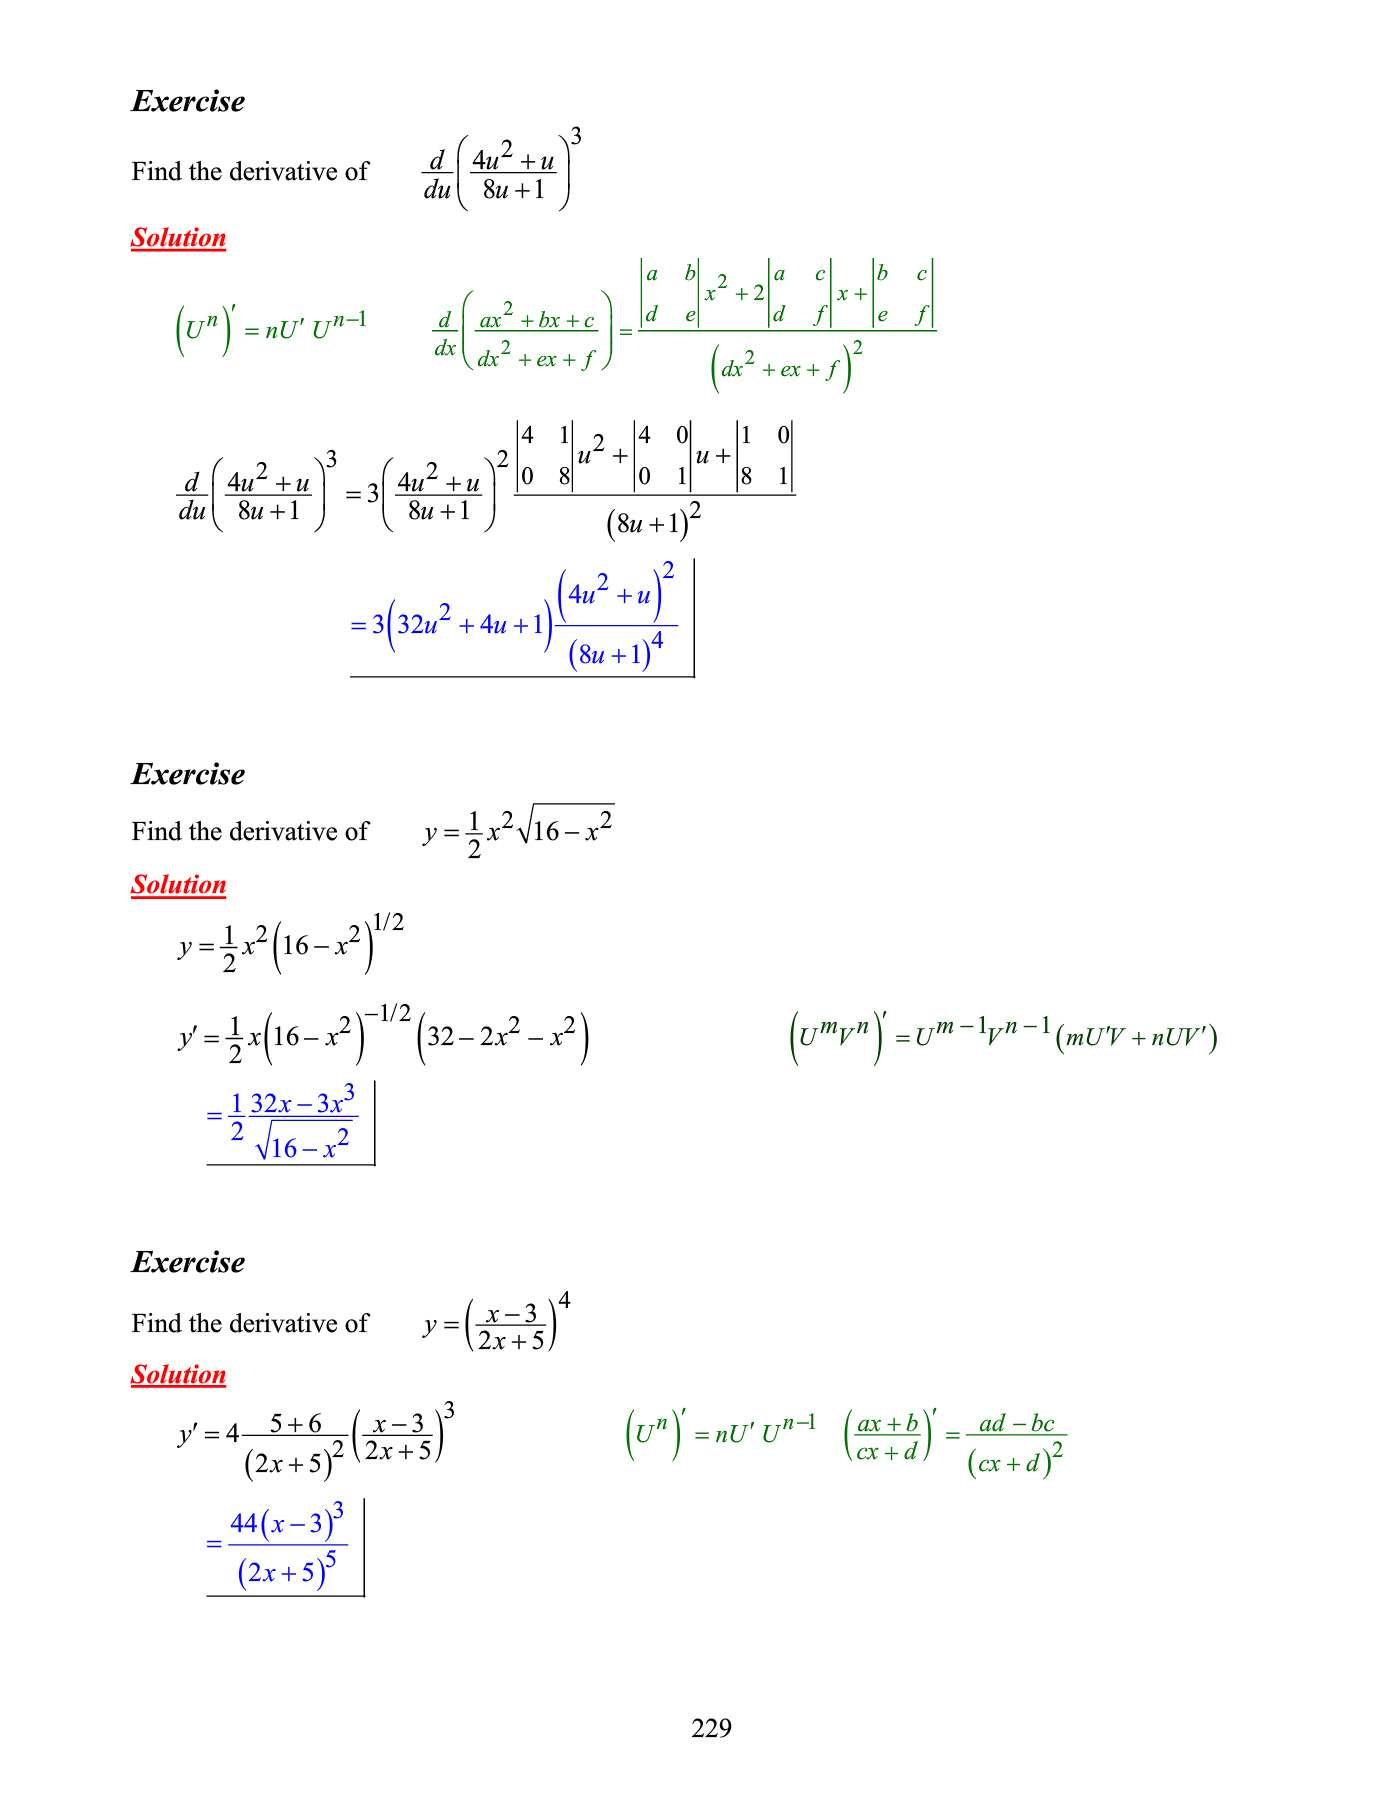 Exercise
Find the derivative of $\frac{d}{du}\left(\frac{4u^2+u}{8u+1}\right)^3$
Solution
$\left(U^n\right)' = nU' U^{n-1}$ $\frac{d}{dx}\left(\frac{ax^2+bx+c}{dx^2+ex+f}\right) = \frac{\begin{vmatrix} a & b \\ d & e \end{vmatrix}x^2+2\begin{vmatrix} a & c \\ d & f \end{vmatrix}x+\begin{vmatrix} b & c \\ e & f \end{vmatrix}}{\left(dx^2+ex+f\right)^2}$
$\frac{d}{du}\left(\frac{4u^2+u}{8u+1}\right)^3 = 3\left(\frac{4u^2+u}{8u+1}\right)^2 \frac{\begin{vmatrix} 4 & 1 \\ 0 & 8 \end{vmatrix}u^2+\begin{vmatrix} 4 & 0 \\ 0 & 1 \end{vmatrix}u+\begin{vmatrix} 1 & 0 \\ 8 & 1 \end{vmatrix}}{(8u+1)^2}$
$= 3\left(32u^2+4u+1\right)\frac{\left(4u^2+u\right)^2}{(8u+1)^4}$
Exercise
Find the derivative of $y = \frac{1}{2}x^2\sqrt{16-x^2}$
Solution
$y = \frac{1}{2}x^2\left(16-x^2\right)^{1/2}$
$y' = \frac{1}{2}x\left(16-x^2\right)^{-1/2}\left(32-2x^2-x^2\right)$ $\left(U^mV^n\right)' = U^{m-1}V^{n-1}(mU'V+nUV')$
$= \frac{1}{2}\frac{32x-3x^3}{\sqrt{16-x^2}}$
Exercise
Find the derivative of $y = \left(\frac{x-3}{2x+5}\right)^4$
Solution
$y' = 4\frac{5+6}{(2x+5)^2}\left(\frac{x-3}{2x+5}\right)^3$ $\left(U^n\right)' = nU' U^{n-1}$ $\left(\frac{ax+b}{cx+d}\right)' = \frac{ad-bc}{(cx+d)^2}$
$= \frac{44(x-3)^3}{(2x+5)^5}$
229